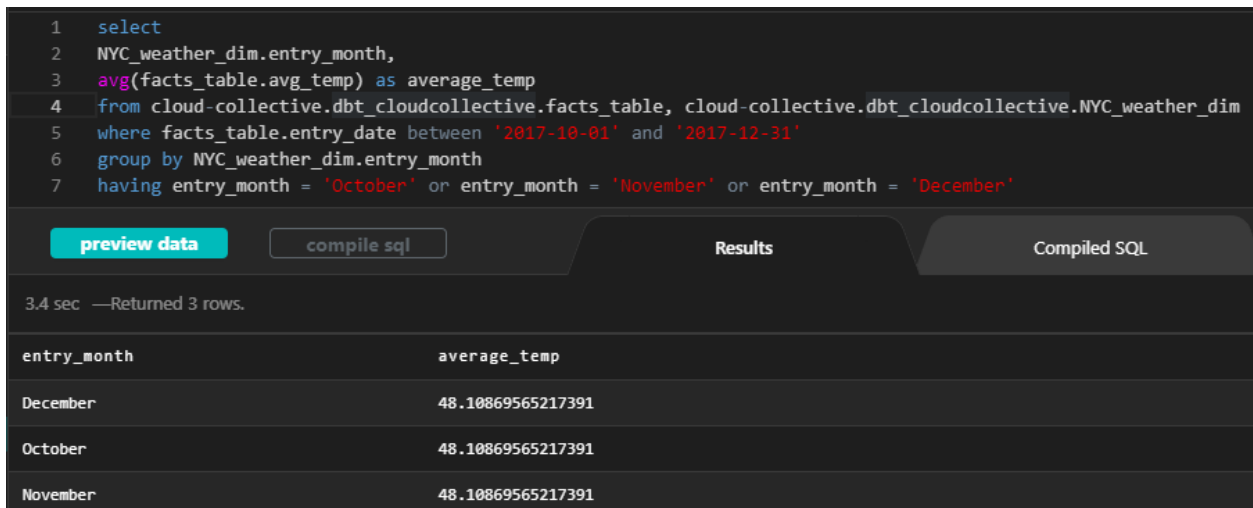 1 select
2 NYC_weather_dim.entry_month,
3 avg(facts_table.avg_temp) as average_temp
4 from cloud-collective.dbt_cloudcollective.facts_table, cloud-collective.dbt_cloudcollective.NYC_weather_dim
5 where facts_table.entry_date between '2017-10-01' and '2017-12-31'
6 group by NYC_weather_dim.entry_month
7 having entry_month = 'October' or entry_month = 'November' or entry_month = 'December'
preview data compile sql Results Compiled SQL
3.4 sec —Returned 3 rows.
entry_month average_temp
December 48.10869565217391
October 48.10869565217391
November 48.10869565217391